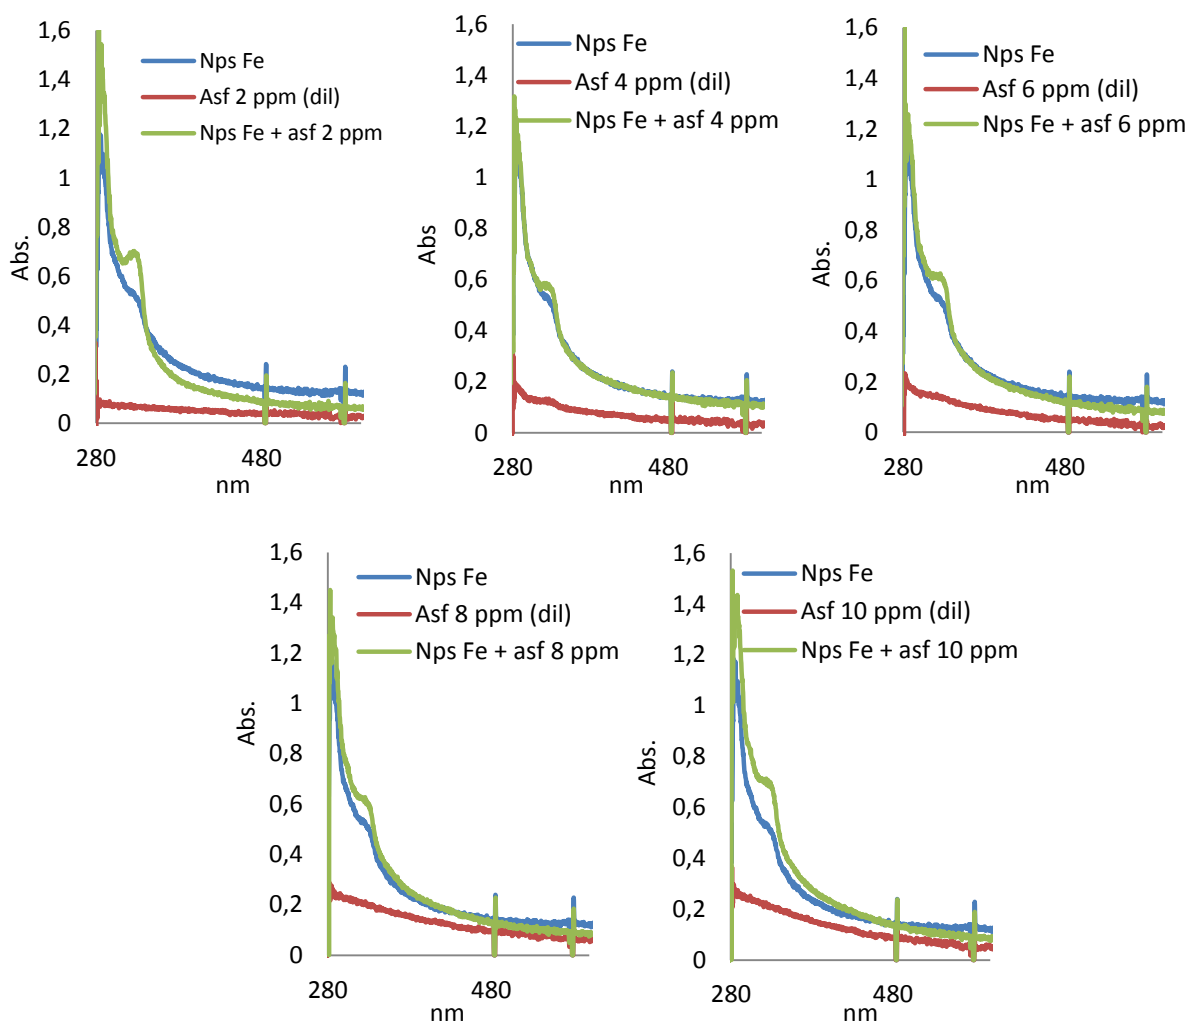 1,6
1,4
1,2
1
0,8
0,6
0,4
0,2
0
Abs.
280
480
nm
Nps Fe
Asf 2 ppm (dil)
Nps Fe + asf 2 ppm
1,6
1,4
1,2
1
0,8
0,6
0,4
0,2
0
Abs
280
480
nm
Nps Fe
Asf 4 ppm (dil)
Nps Fe + asf 4 ppm
1,6
1,4
1,2
1
0,8
0,6
0,4
0,2
0
Abs.
280
480
nm
Nps Fe
Asf 6 ppm (dil)
Nps Fe + asf 6 ppm
1,6
1,4
1,2
1
0,8
0,6
0,4
0,2
0
Abs.
280
480
nm
Nps Fe
Asf 8 ppm (dil)
Nps Fe + asf 8 ppm
1,6
1,4
1,2
1
0,8
0,6
0,4
0,2
0
Abs.
280
480
nm
Nps Fe
Asf 10 ppm (dil)
Nps Fe + asf 10 ppm